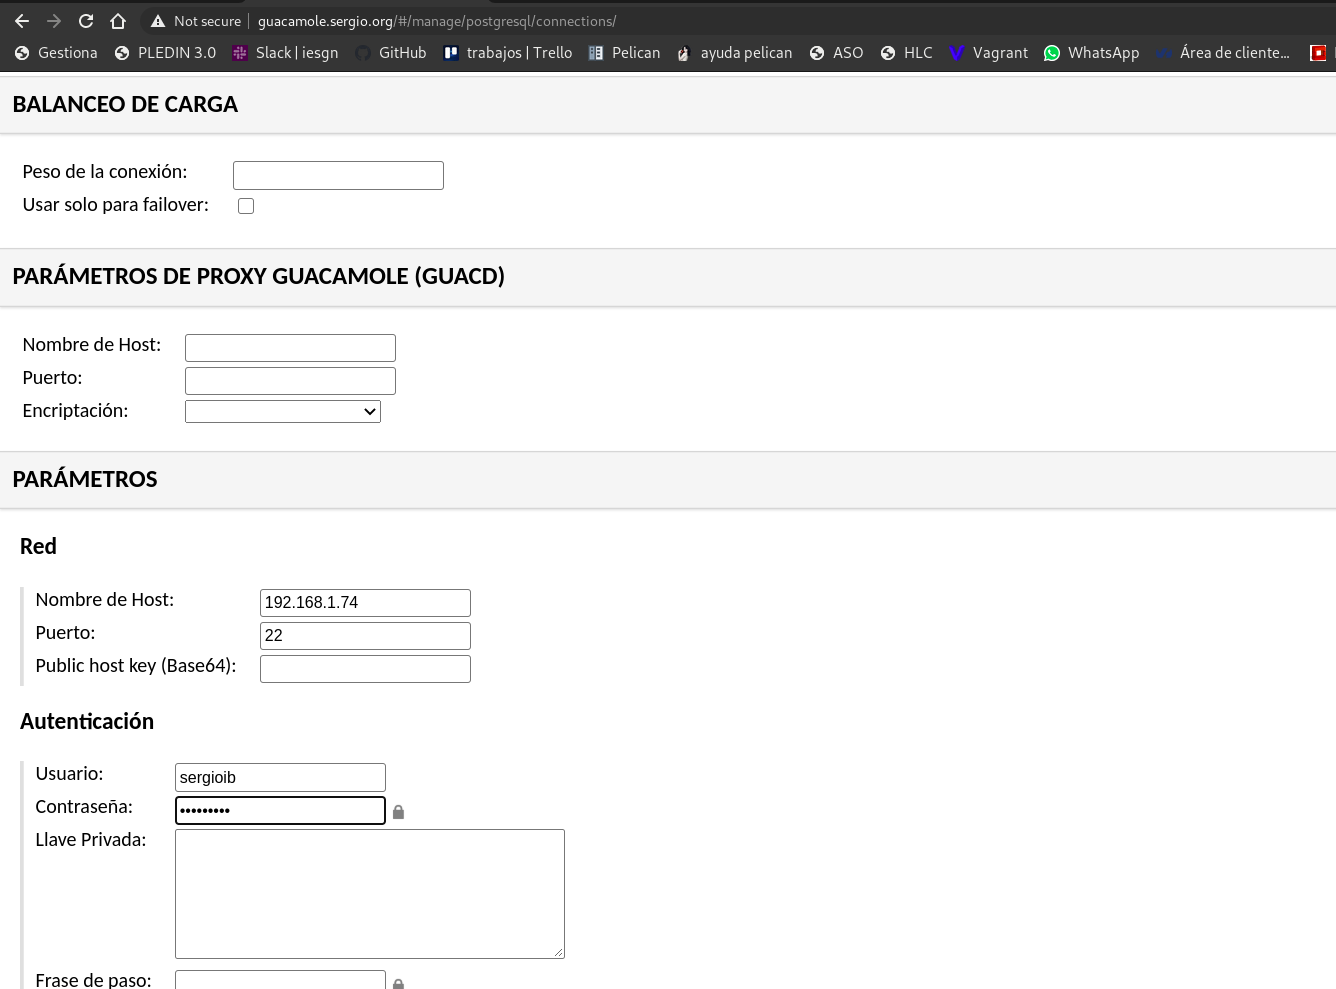 Not secure guacamole.sergio.org/#/manage/postgresql/connections/
Gestiona PLEDIN 3.0 Slack | iesgn GitHub trabajos | Trello Pelican ayuda pelican ASO HLC Vagrant WhatsApp Área de cliente...
BALANCEO DE CARGA
Peso de la conexión:
Usar solo para failover:
PARÁMETROS DE PROXY GUACAMOLE (GUACD)
Nombre de Host:
Puerto:
Encriptación:
PARÁMETROS
Red
Nombre de Host: 192.168.1.74
Puerto: 22
Public host key (Base64):
Autenticación
Usuario: sergioib
Contraseña: •••••••••
Llave Privada:
Frase de paso: